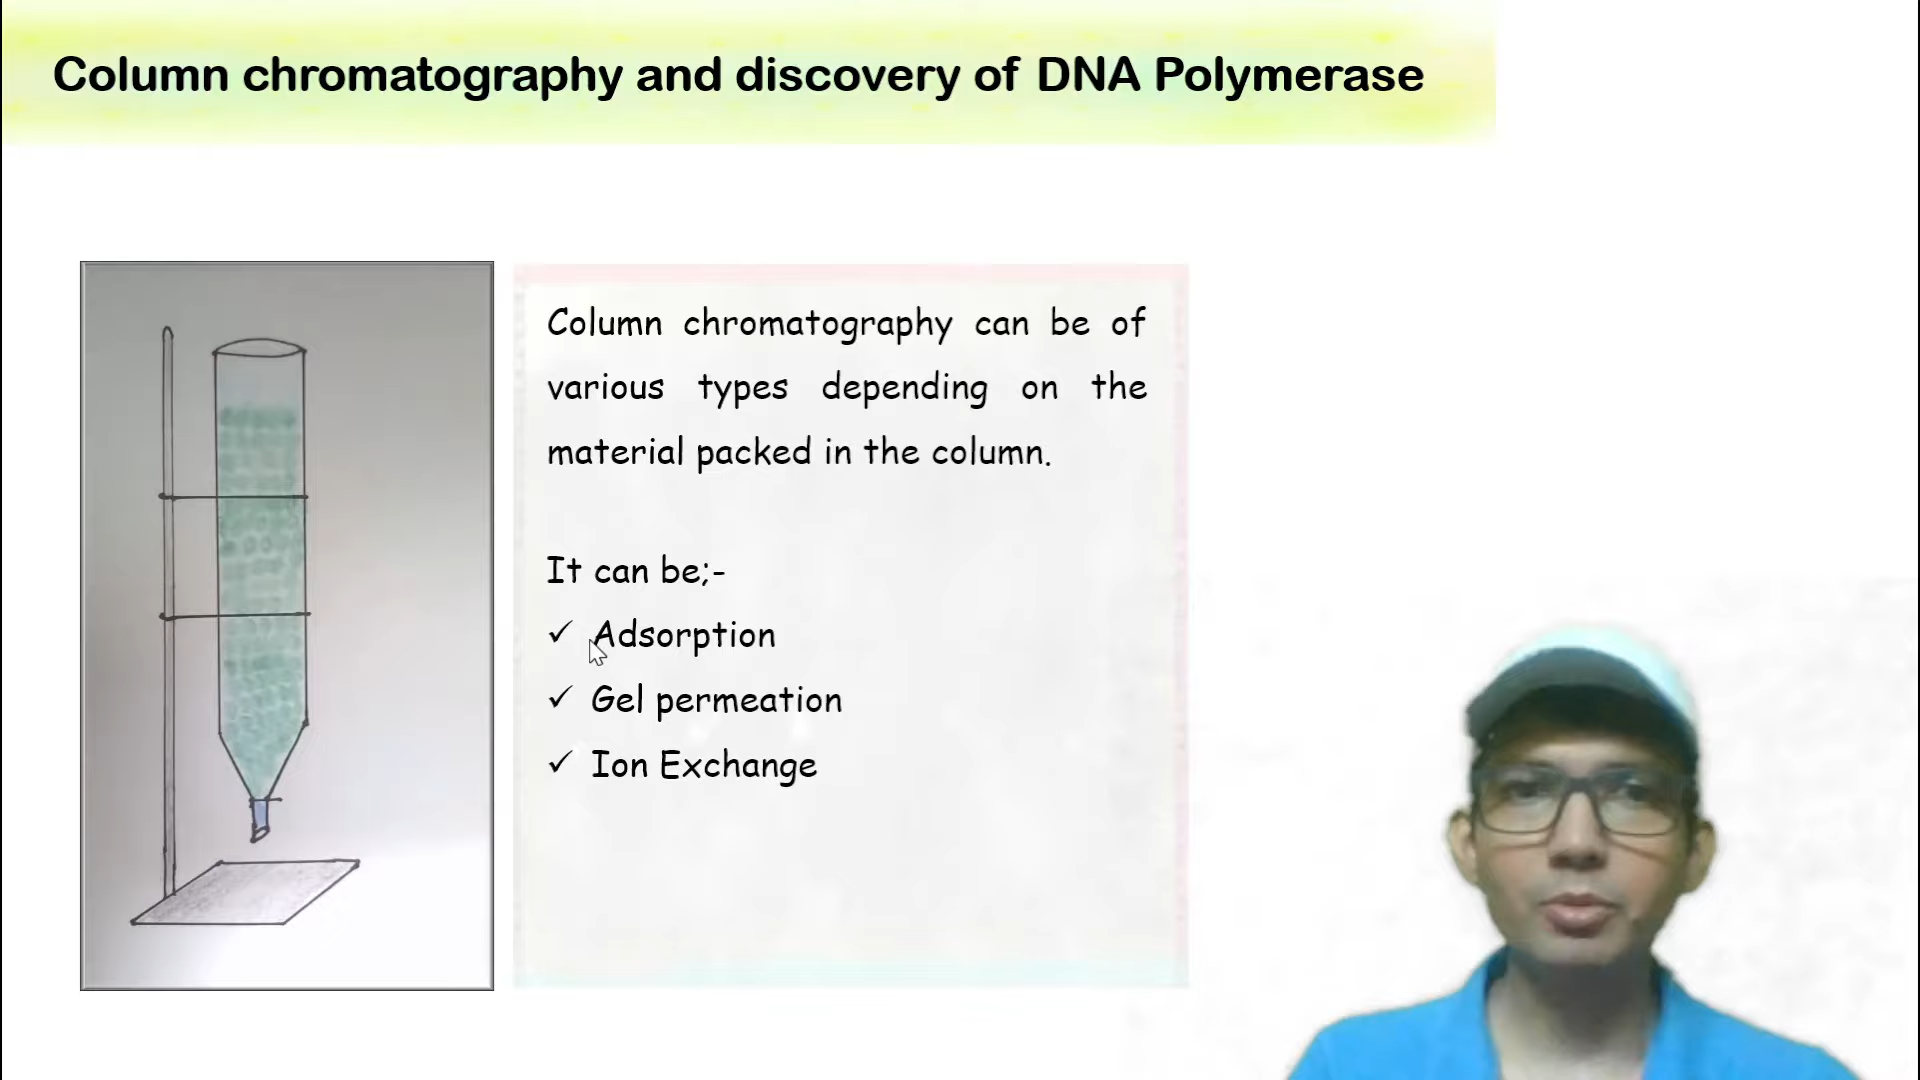 Column chromatography and discovery of DNA Polymerase
Column chromatography can be of
various types depending on the
material packed in the column.
It can be;-
✓ Adsorption
✓ Gel permeation
✓ Ion Exchange